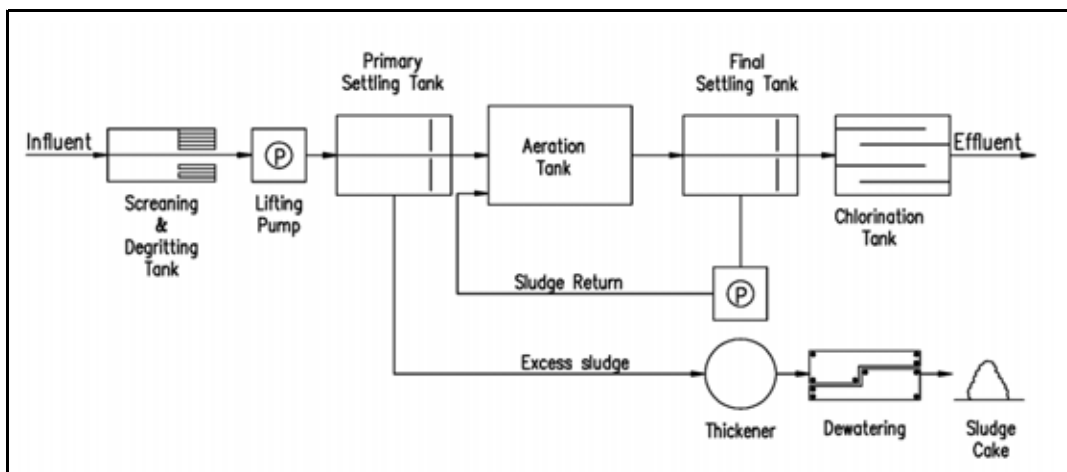 Primary
Settling Tank
Final
Settling Tank
Influent
P
Aeration
Tank
Effluent
Screaning
&
Degritting
Tank
Lifting
Pump
Chlorination
Tank
Sludge Return
P
Excess sludge
Thickener
Dewatering
Sludge
Cake